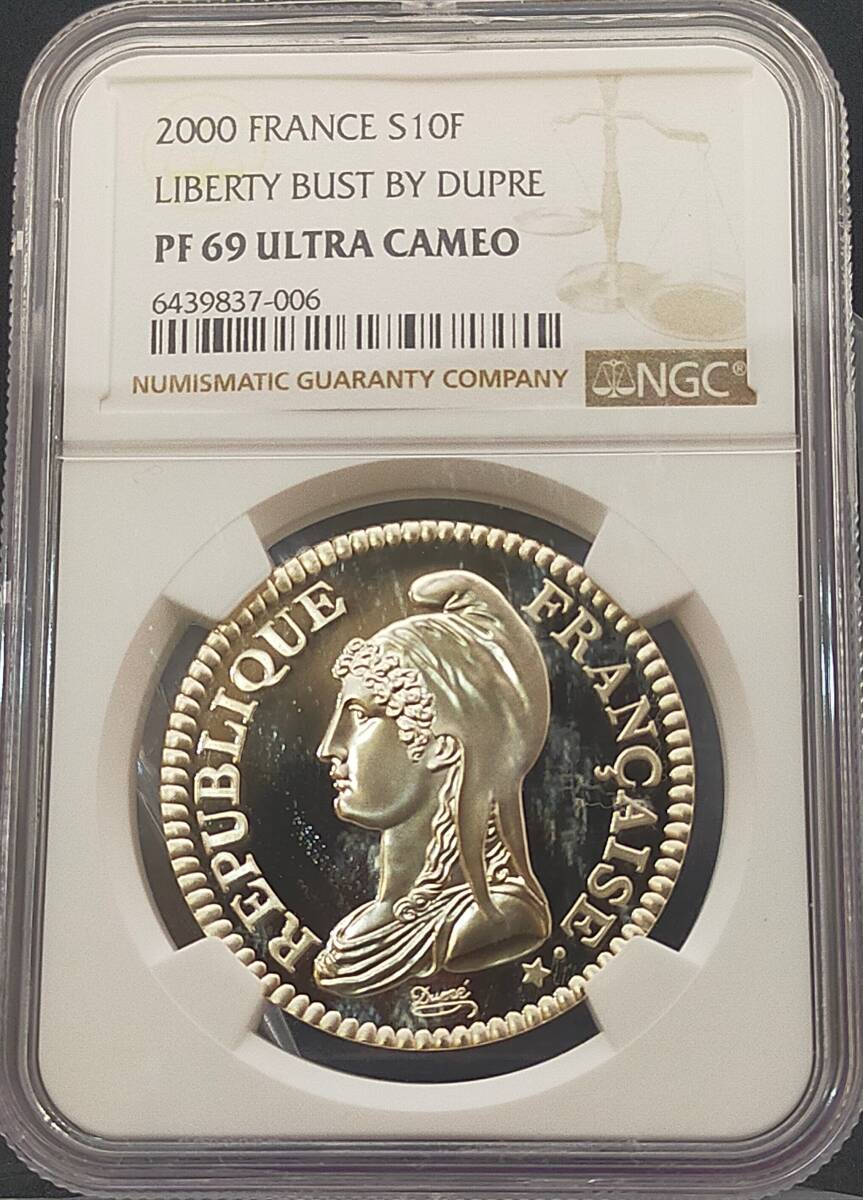 2000 FRANCE S10F
LIBERTY BUST BY DUPRE
PF 69 ULTRA CAMEO
6439837-006
NUMISMATIC GUARANTY COMPANY
NGC®
REPUBLIQUE FRANÇAISE.
Dupré